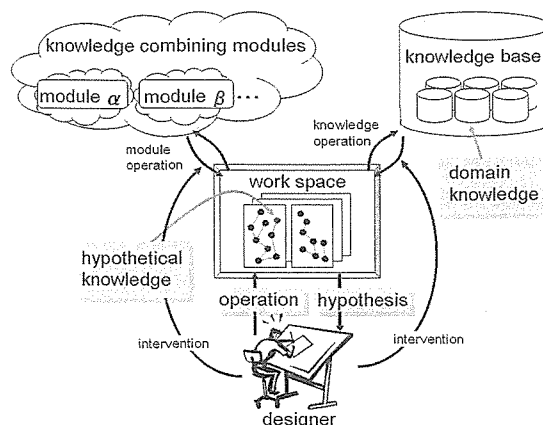 knowledge combining modules
module α
module β
...
knowledge base
module
operation
knowledge
operation
domain
knowledge
work space
hypothetical
knowledge
operation
hypothesis
intervention
intervention
designer